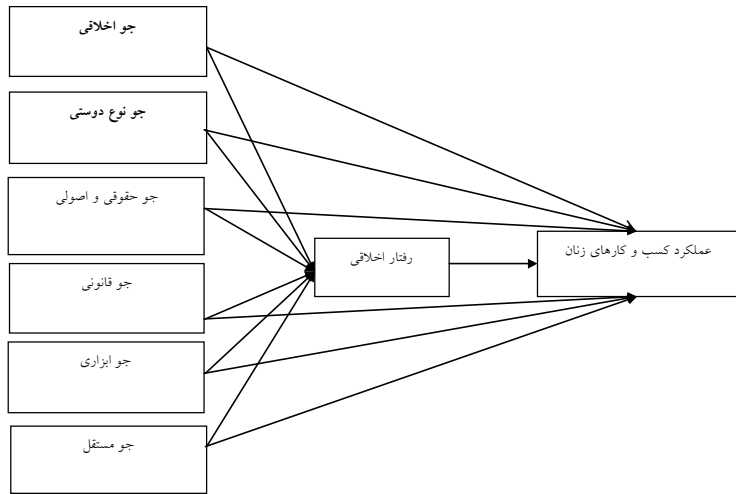 جو اخلاقی
جو نوع دوستی
جو حقوقی و اصولی
جو قانونی
جو ابزاری
جو مستقل
رفتار اخلاقی
عملکرد کسب و کارهای زنان